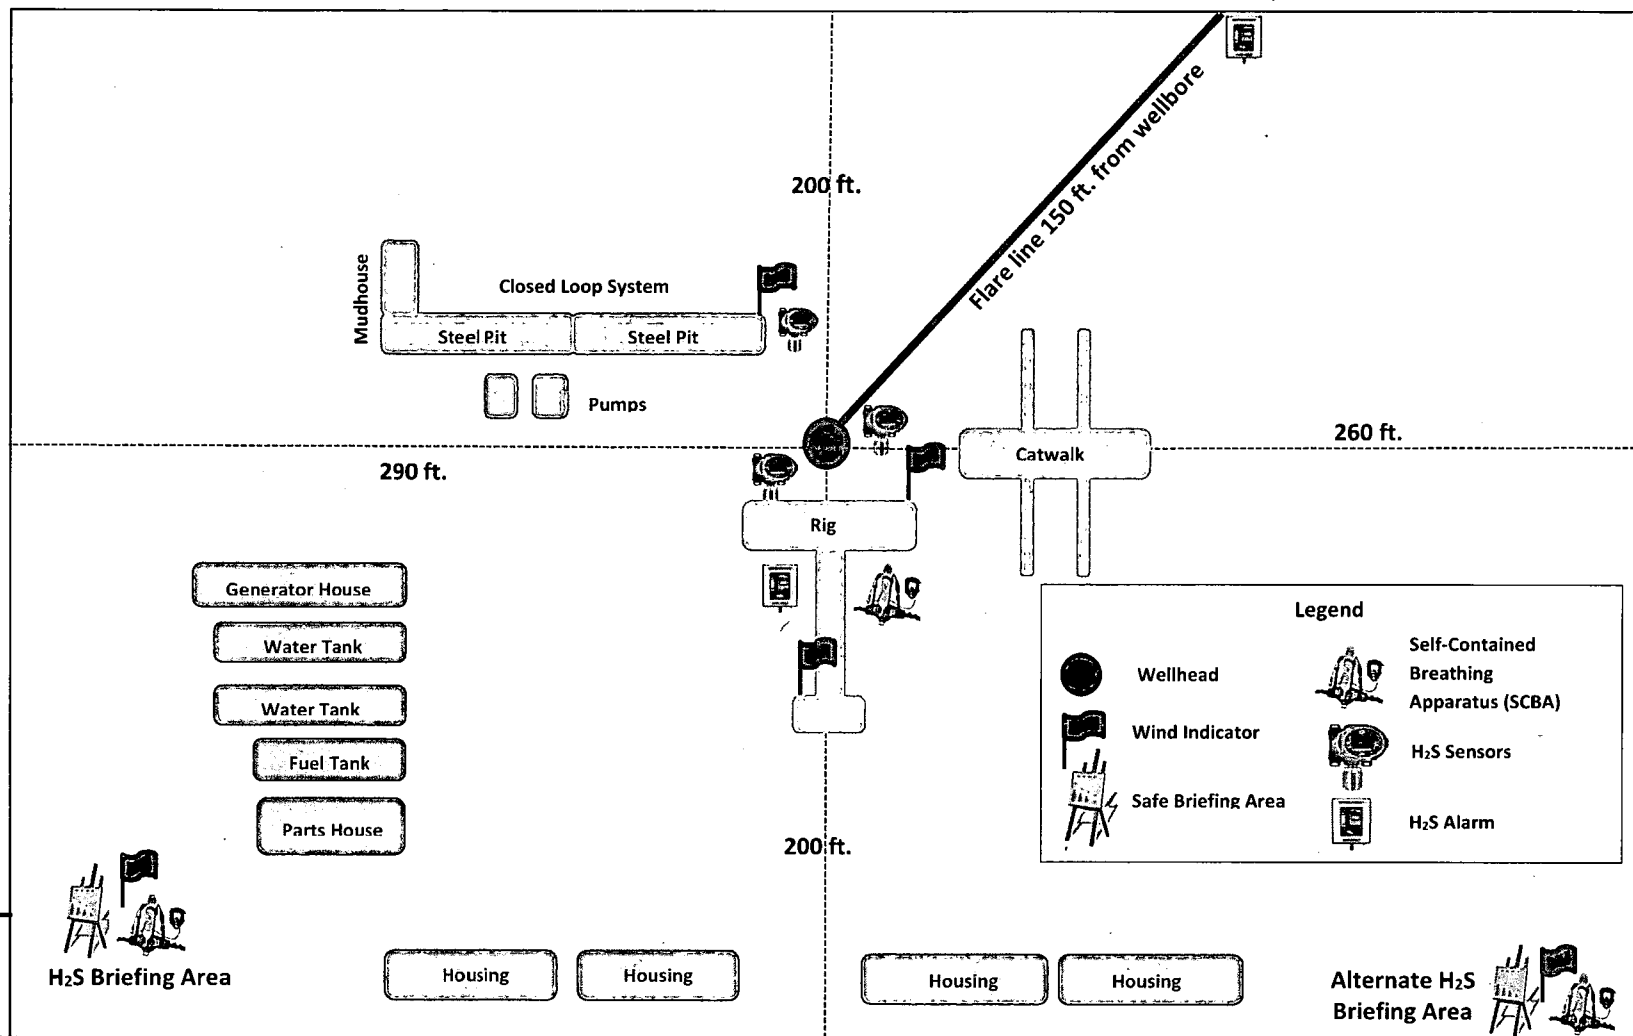 200 ft.
Flare line 150 ft. from wellbore
Mudhouse
Closed Loop System
Steel Pit
Steel Pit
Pumps
260 ft.
Catwalk
290 ft.
Rig
Generator House
Water Tank
Water Tank
Fuel Tank
Parts House
200 ft.
Legend
Wellhead
Self-Contained
Breathing
Apparatus (SCBA)
Wind Indicator
H₂S Sensors
Safe Briefing Area
H₂S Alarm
H₂S Briefing Area
Housing
Housing
Housing
Housing
Alternate H₂S
Briefing Area